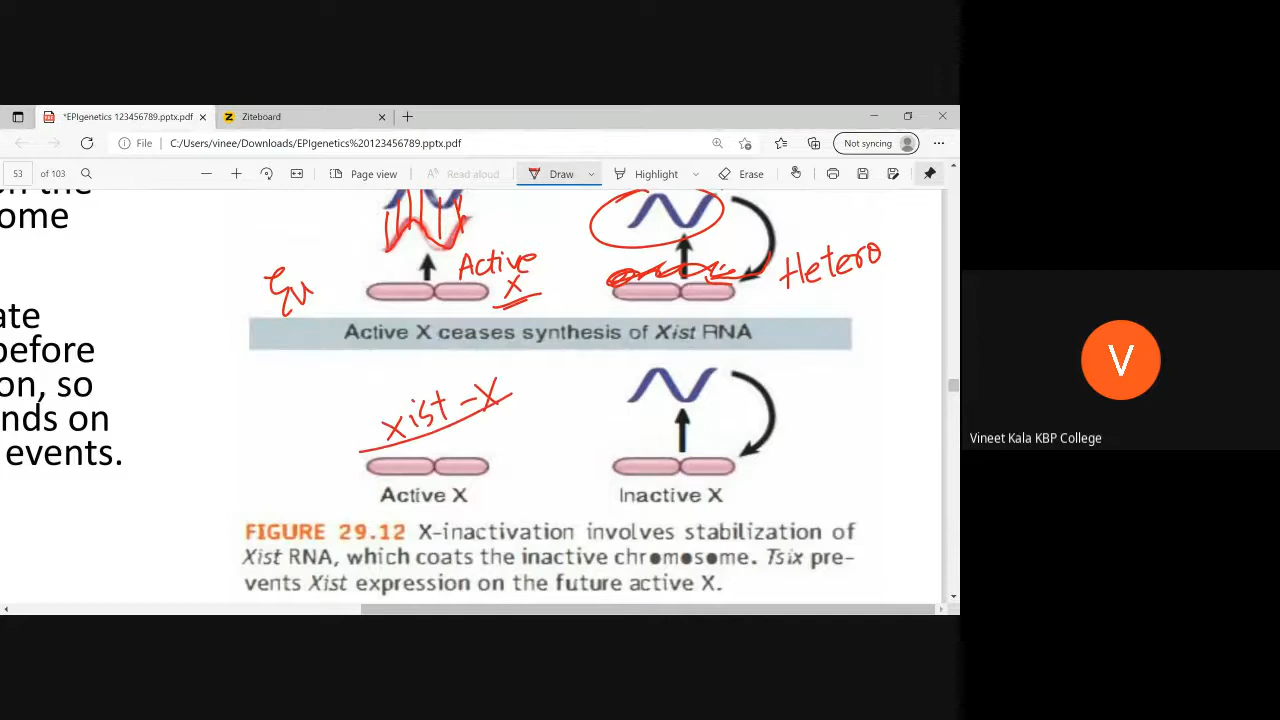 *EPIgenetics 123456789.pptx.pdf
Ziteboard
File
C:/Users/vinee/Downloads/EPIgenetics%20123456789.pdf
Not syncing
53 of 103
Page view
Read aloud
Draw
Highlight
Erase
ome
Active
X
Hetero
Eu
ate
Active X ceases synthesis of Xist RNA
before
on, so
xist - X
nds on
events.
V
Vineet Kala KBP College
Active X
Inactive X
FIGURE 29.12 X-inactivation involves stabilization of
Xist RNA, which coats the inactive chromosome. Tsix pre-
vents Xist expression on the future active X.